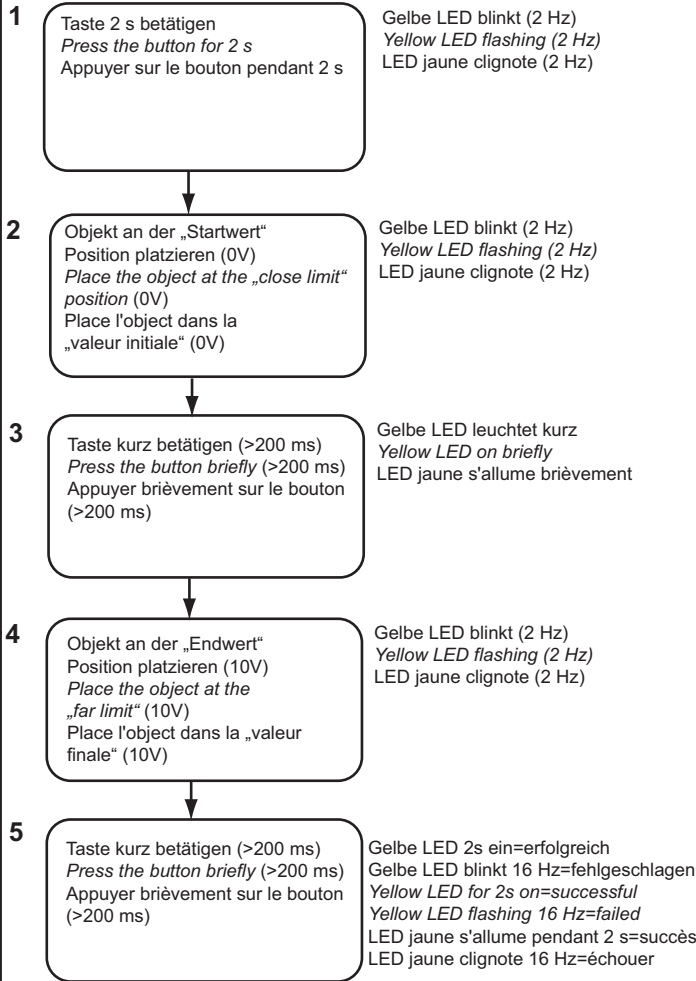 1
Taste 2 s betätigen
Press the button for 2 s
Appuyer sur le bouton pendant 2 s
Gelbe LED blinkt (2 Hz)
Yellow LED flashing (2 Hz)
LED jaune clignote (2 Hz)
2
Objekt an der „Startwert“
Position platzieren (0V)
Place the object at the „close limit“
position (0V)
Place l'object dans la
„valeur initiale“ (0V)
Gelbe LED blinkt (2 Hz)
Yellow LED flashing (2 Hz)
LED jaune clignote (2 Hz)
3
Taste kurz betätigen (>200 ms)
Press the button briefly (>200 ms)
Appuyer brièvement sur le bouton
(>200 ms)
Gelbe LED leuchtet kurz
Yellow LED on briefly
LED jaune s'allume brièvement
4
Objekt an der „Endwert“
Position platzieren (10V)
Place the object at the
„far limit“ (10V)
Place l'object dans la „valeur
finale“ (10V)
Gelbe LED blinkt (2 Hz)
Yellow LED flashing (2 Hz)
LED jaune clignote (2 Hz)
5
Taste kurz betätigen (>200 ms)
Press the button briefly (>200 ms)
Appuyer brièvement sur le bouton
(>200 ms)
Gelbe LED 2s ein=erfolgreich
Gelbe LED blinkt 16 Hz=fehlgeschlagen
Yellow LED for 2s on=successful
Yellow LED flashing 16 Hz=failed
LED jaune s'allume pendant 2 s=succès
LED jaune clignote 16 Hz=échouer